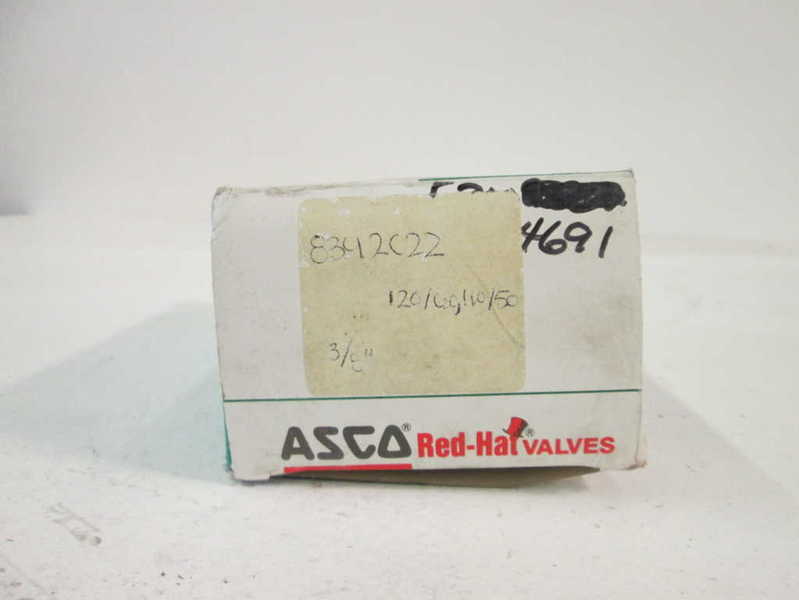 4691
8342C22
120/60,110/50
3/8"
ASCO® Red-Hat® VALVES